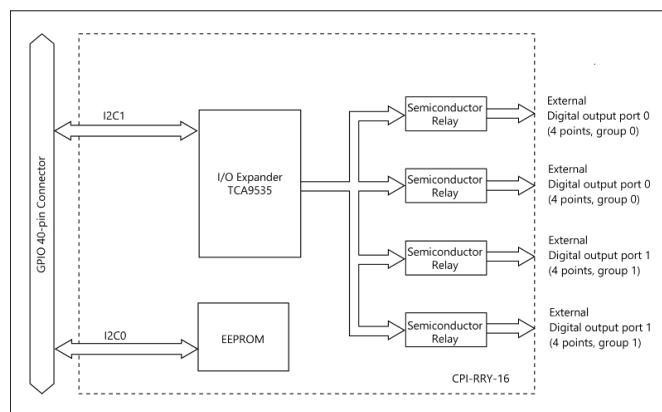 GPIO 40-pin Connector
I2C1
I/O Expander
TCA9535
I2C0
EEPROM
Semiconductor
Relay
External
Digital output port 0
(4 points, group 0)
Semiconductor
Relay
External
Digital output port 0
(4 points, group 0)
Semiconductor
Relay
External
Digital output port 1
(4 points, group 1)
Semiconductor
Relay
External
Digital output port 1
(4 points, group 1)
CPI-RRY-16